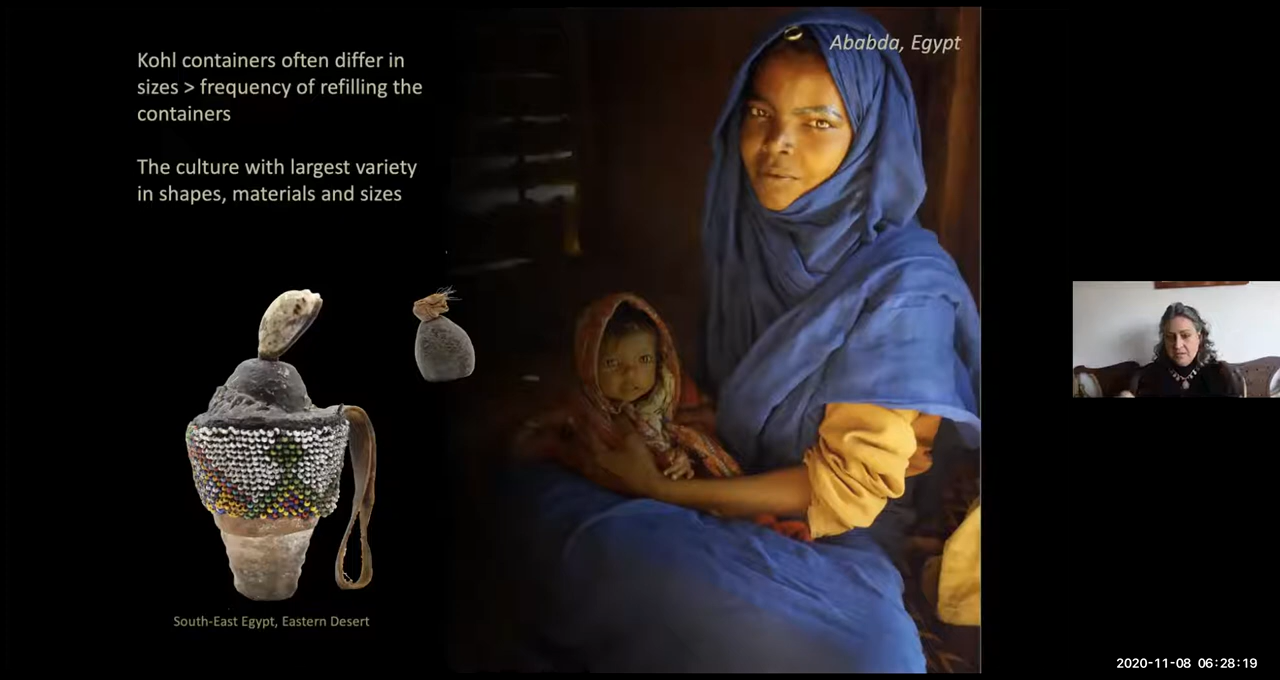 Kohl containers often differ in
sizes > frequency of refilling the
containers
The culture with largest variety
in shapes, materials and sizes
Ababda, Egypt
South-East Egypt, Eastern Desert
2020-11-08 06:28:19